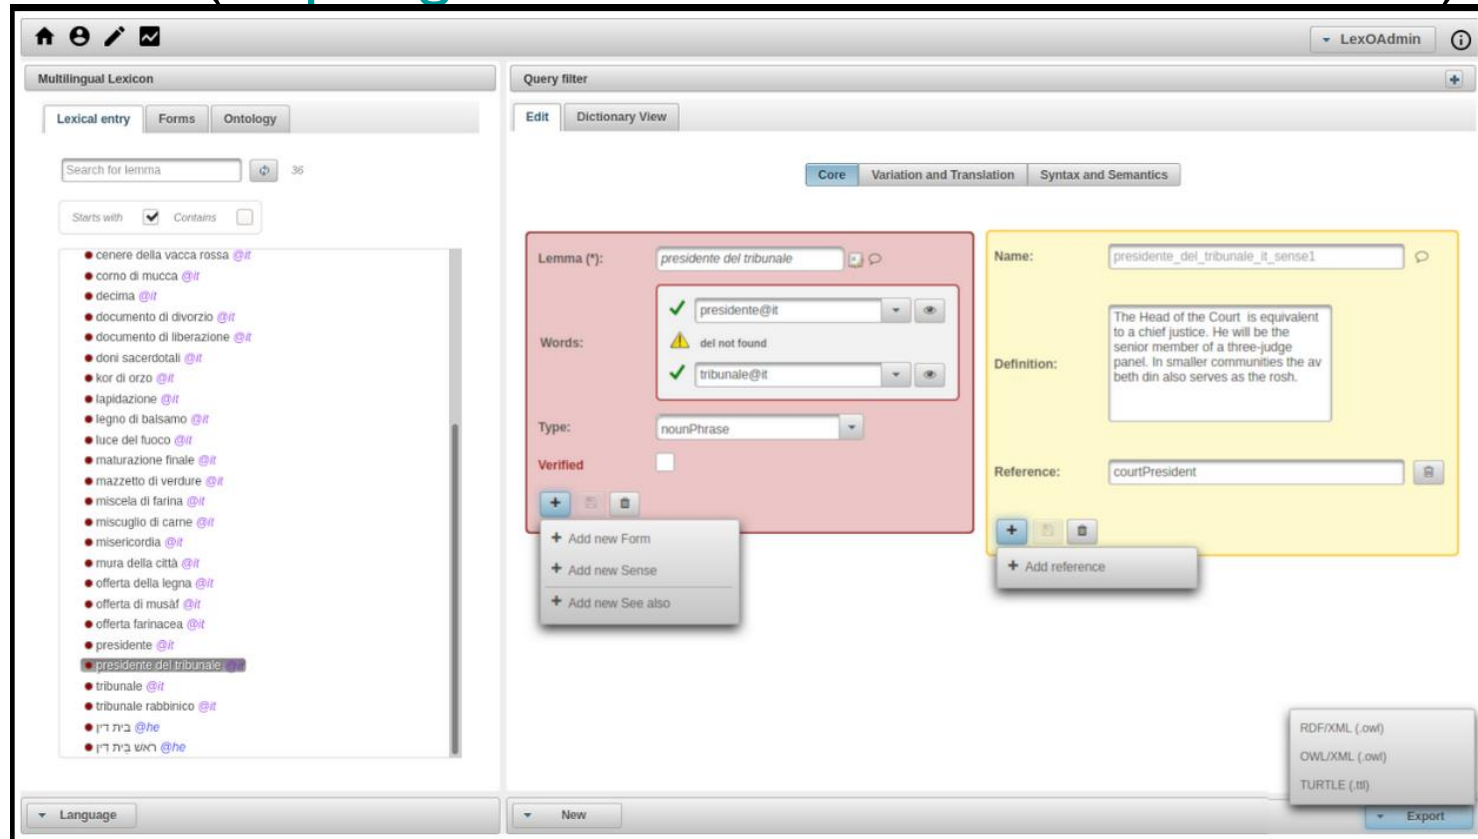 LexOAdmin
Multilingual Lexicon
Query filter
Lexical entry
Forms
Ontology
Edit
Dictionary View
Search for lemma
36
Starts with
Contains
Core
Variation and Translation
Syntax and Semantics
cenere della vacca rossa @it
corno di mucca @it
decima @it
documento di divorzio @it
documento di liberazione @it
doni sacerdotali @it
kor di orzo @it
lapidazione @it
legno di balsamo @it
luce del fuoco @it
maturazione finale @it
mazzetto di verdure @it
miscela di farina @it
miscuglio di carne @it
misericordia @it
mura della città @it
offerta della legna @it
offerta di musàf @it
offerta farinacea @it
presidente @it
presidente del tribunale @it
tribunale @it
tribunale rabbinico @it
בית דין @he
ראש בית דין @he
Lemma (*):
presidente del tribunale
Words:
presidente@it
del not found
tribunale@it
Type:
nounPhrase
Verified
Add new Form
Add new Sense
Add new See also
Name:
presidente_del_tribunale_it_sense1
Definition:
The Head of the Court is equivalent
to a chief justice. He will be the
senior member of a three-judge
panel. In smaller communities the av
beth din also serves as the rosh.
Reference:
courtPresident
Add reference
RDF/XML (.owl)
OWL/XML (.owl)
TURTLE (.ttl)
Language
New
Export